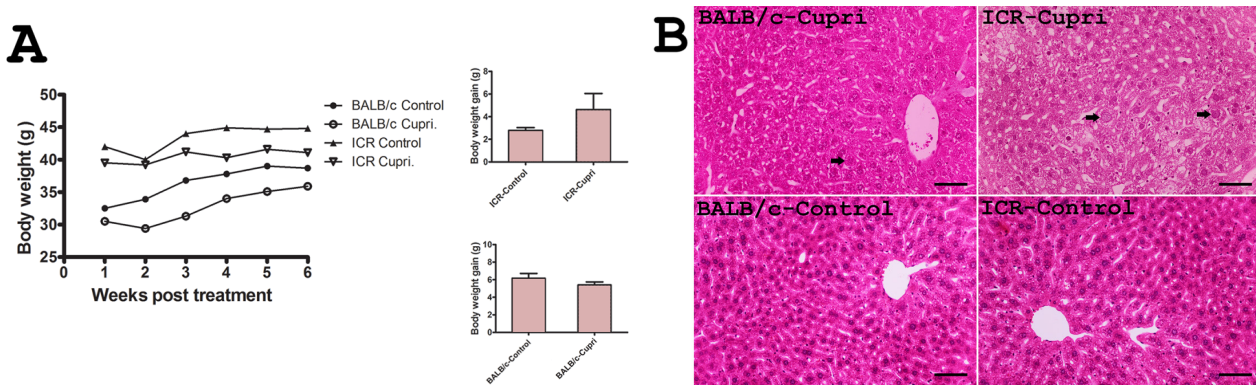 A
50
45
40
35
30
25
0
1
2
3
4
5
6
Body weight (g)
Weeks post treatment
BALB/c Control
BALB/c Cupri.
ICR Control
ICR Cupri.
8
6
4
2
0
Body weight gain (g)
ICR-Control
ICR-Cupri
10
8
6
4
2
0
Body weight gain (g)
BALB/c-Control
BALB/c-Cupri
B
BALB/c-Cupri
ICR-Cupri
BALB/c-Control
ICR-Control